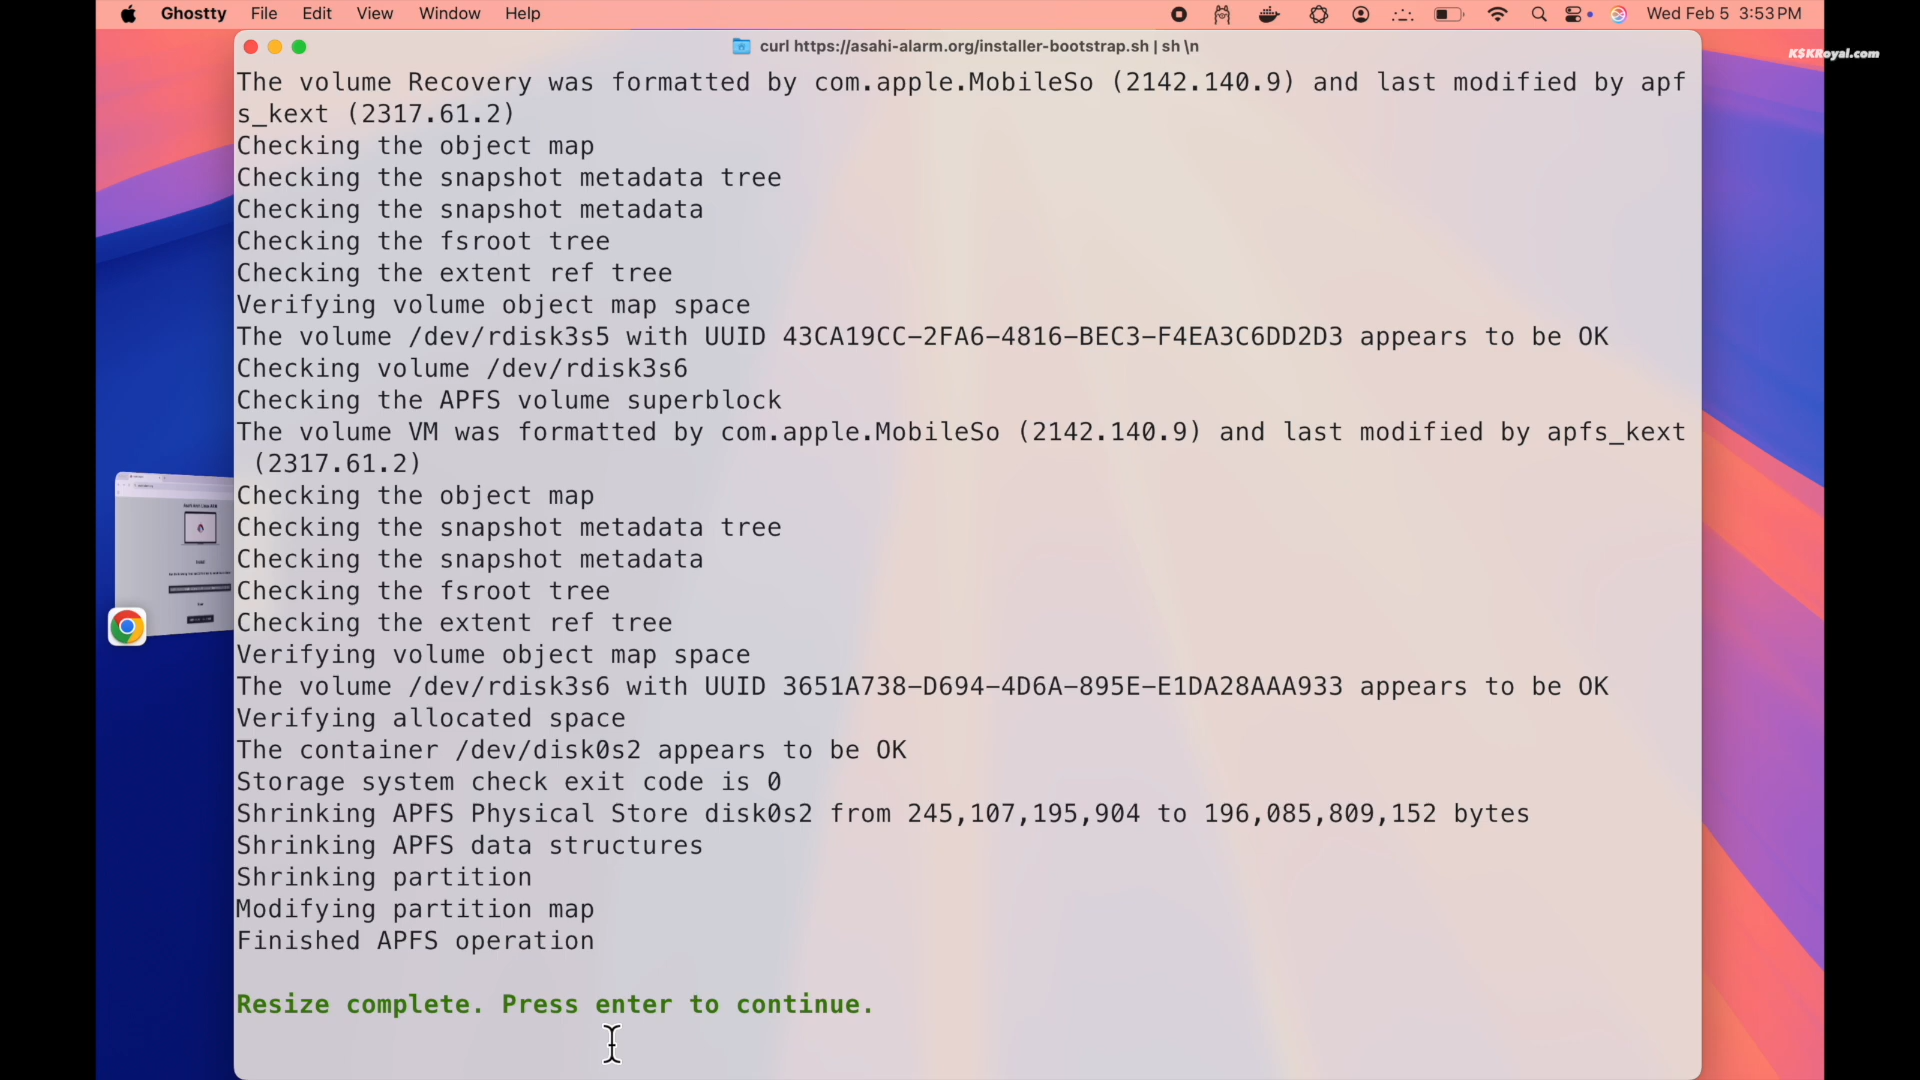 Ghostty File Edit View Window Help Wed Feb 5 3:53 PM
curl https://asahi-alarm.org/installer-bootstrap.sh | sh \n
K$KRoyal.com
The volume Recovery was formatted by com.apple.MobileSo (2142.140.9) and last modified by apf
s_kext (2317.61.2)
Checking the object map
Checking the snapshot metadata tree
Checking the snapshot metadata
Checking the fsroot tree
Checking the extent ref tree
Verifying volume object map space
The volume /dev/rdisk3s5 with UUID 43CA19CC-2FA6-4816-BEC3-F4EA3C6DD2D3 appears to be OK
Checking volume /dev/rdisk3s6
Checking the APFS volume superblock
The volume VM was formatted by com.apple.MobileSo (2142.140.9) and last modified by apfs_kext
(2317.61.2)
Checking the object map
Checking the snapshot metadata tree
Checking the snapshot metadata
Checking the fsroot tree
Checking the extent ref tree
Verifying volume object map space
The volume /dev/rdisk3s6 with UUID 3651A738-D694-4D6A-895E-E1DA28AAA933 appears to be OK
Verifying allocated space
The container /dev/disk0s2 appears to be OK
Storage system check exit code is 0
Shrinking APFS Physical Store disk0s2 from 245,107,195,904 to 196,085,809,152 bytes
Shrinking APFS data structures
Shrinking partition
Modifying partition map
Finished APFS operation
Resize complete. Press enter to continue.